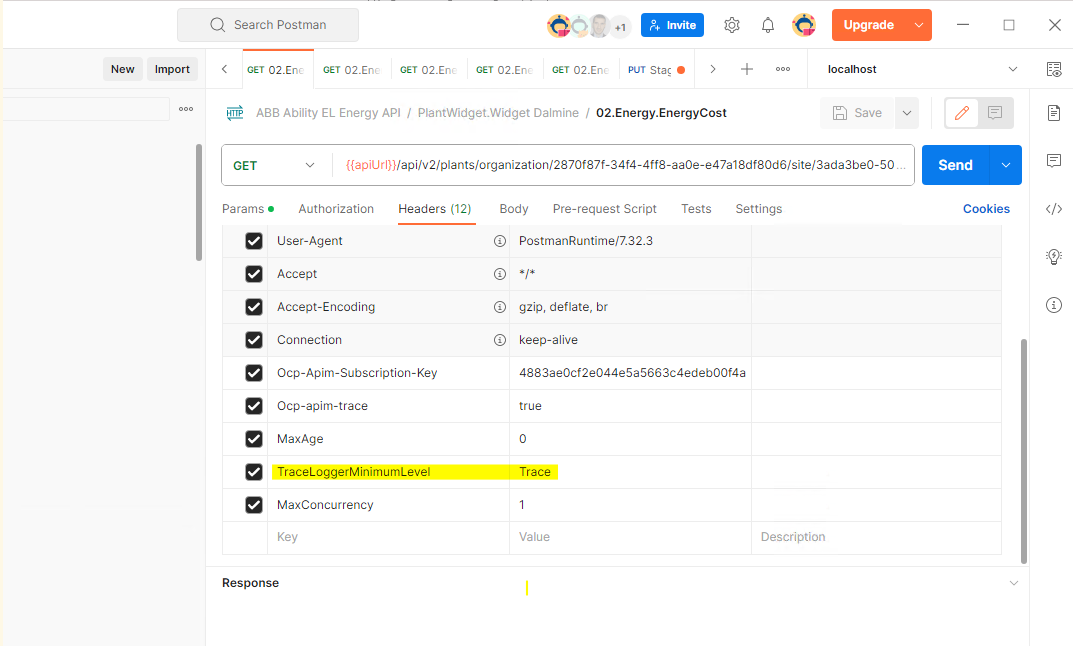 Search Postman
+1
Invite
Upgrade
New
Import
GET 02.Ene
GET 02.Ene
GET 02.Ene
GET 02.Ene
GET 02.Ene
PUT Stag
localhost
HTTP
ABB Ability EL Energy API / PlantWidget.Widget Dalmine / 02.Energy.EnergyCost
Save
GET
{{apiUrl}}/api/v2/plants/organization/2870f87f-34f4-4ff8-aa0e-e47a18df80d6/site/3ada3be0-50...
Send
Params
Authorization
Headers (12)
Body
Pre-request Script
Tests
Settings
Cookies
User-Agent
PostmanRuntime/7.32.3
Accept
*/*
Accept-Encoding
gzip, deflate, br
Connection
keep-alive
Ocp-Apim-Subscription-Key
4883ae0cf2e044e5a5663c4edeb00f4a
Ocp-apim-trace
true
MaxAge
0
TraceLoggerMinimumLevel
Trace
MaxConcurrency
1
Key
Value
Description
Response